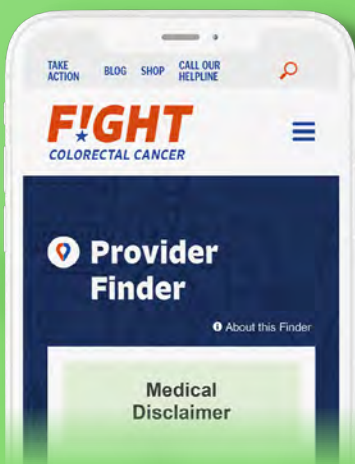 TAKE ACTION BLOG SHOP CALL OUR HELPLINE
F!GHT
COLORECTAL CANCER
Provider
Finder
About this Finder
Medical
Disclaimer